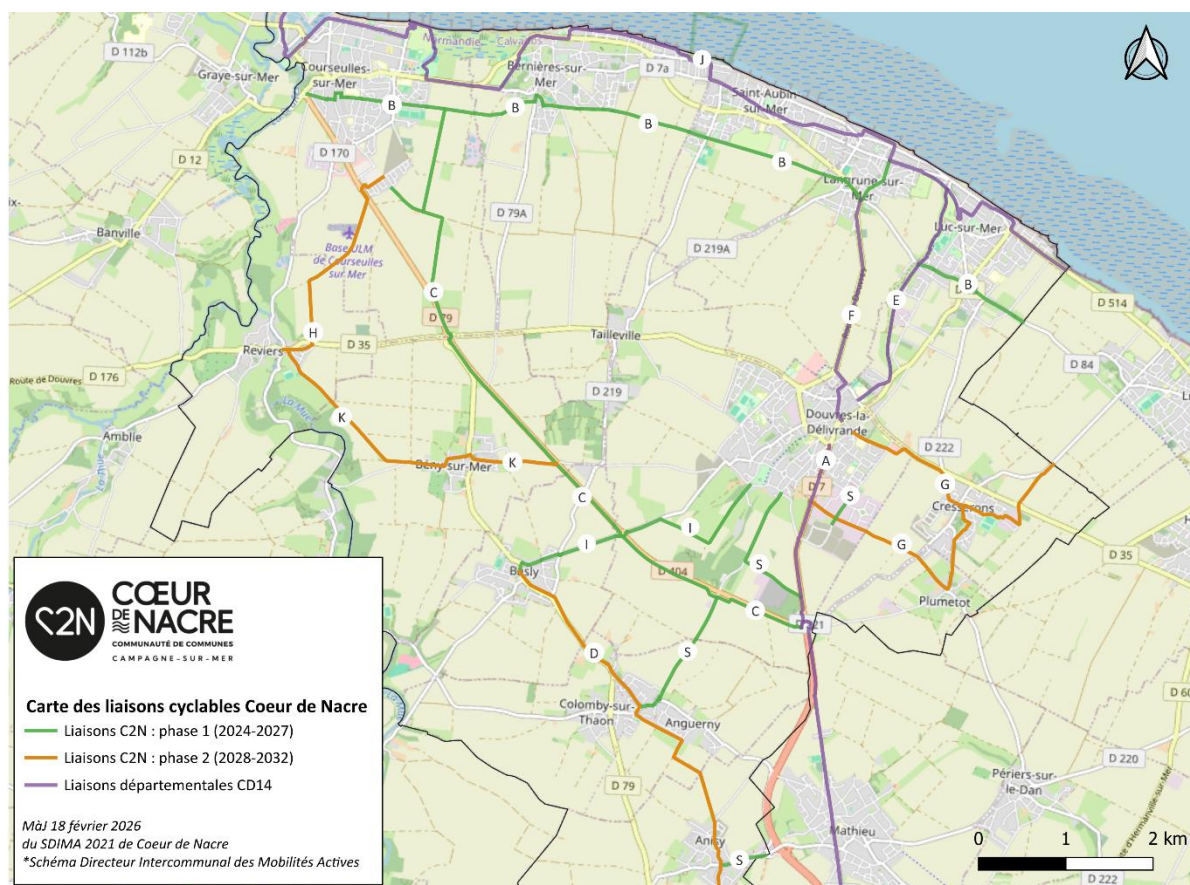 D 112b
Graye-sur-Mer
Courseulles-
sur-Mer
Normandie - Calvados
Bernières-sur-
Mer
D 7a
J
Saint-Aubin-
sur-Mer
B
B
B
B
D 12
D 170
Langrune-sur-
Mer
Banville
D 79A
Base ULM
de Courseulles
sur Mer
D 219A
Luc-sur-Mer
B
D 514
C
D 79
E
F
H
Tailleville
Reviers
D 35
D 84
Route de Douvres
D 176
La Mue
D 219
Douvres-la-
Délivrande
D 222
Amblie
K
Bény-sur-Mer
K
A
D 7
S
G
Cresserons
C
I
I
G
D 35
Basly
D 404
S
Plumetot
C
D
S
Colomby-sur-
Thaon
Anguerny
D 220
Périers-sur-
le-Dan
D 79
Mathieu
Anisy
S
D 222
C2N
CŒUR
DE NACRE
COMMUNAUTÉ DE COMMUNES
CAMPAGNE-SUR-MER
Carte des liaisons cyclables Coeur de Nacre
Liaisons C2N : phase 1 (2024-2027)
Liaisons C2N : phase 2 (2028-2032)
Liaisons départementales CD14
MàJ 18 février 2026
du SDIMA 2021 de Coeur de Nacre
*Schéma Directeur Intercommunal des Mobilités Actives
0 1 2 km